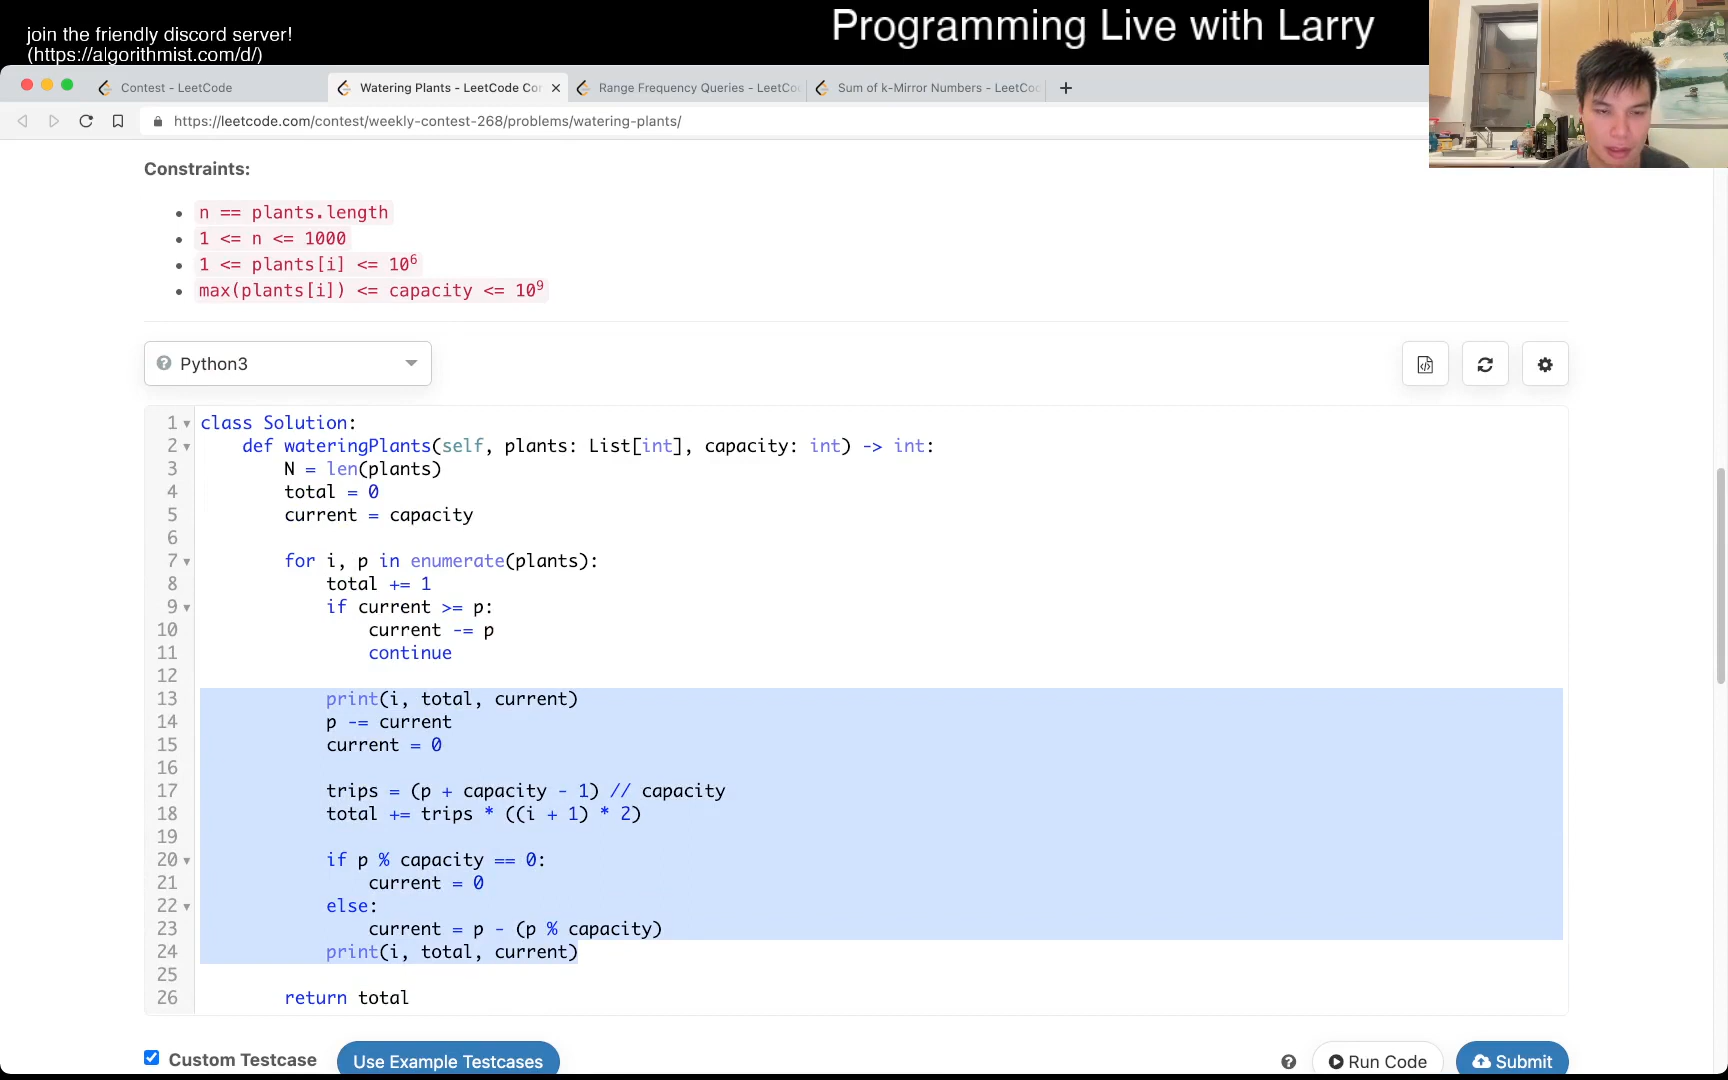 join the friendly discord server!
(https://algorithmist.com/d/)
Programming Live with Larry
Contest - LeetCode
Watering Plants - LeetCode Con
Range Frequency Queries - LeetCo
Sum of k-Mirror Numbers - LeetCo
https://leetcode.com/contest/weekly-contest-268/problems/watering-plants/
Constraints:
n == plants.length
1 <= n <= 1000
1 <= plants[i] <= 10⁶
max(plants[i]) <= capacity <= 10⁹
Python3
1 class Solution:
2     def wateringPlants(self, plants: List[int], capacity: int) -> int:
3         N = len(plants)
4         total = 0
5         current = capacity
6
7         for i, p in enumerate(plants):
8             total += 1
9             if current >= p:
10                 current -= p
11                 continue
12
13             print(i, total, current)
14             p -= current
15             current = 0
16
17             trips = (p + capacity - 1) // capacity
18             total += trips * ((i + 1) * 2)
19
20             if p % capacity == 0:
21                 current = 0
22             else:
23                 current = p - (p % capacity)
24             print(i, total, current)
25
26         return total
Custom Testcase
Use Example Testcases
Run Code
Submit